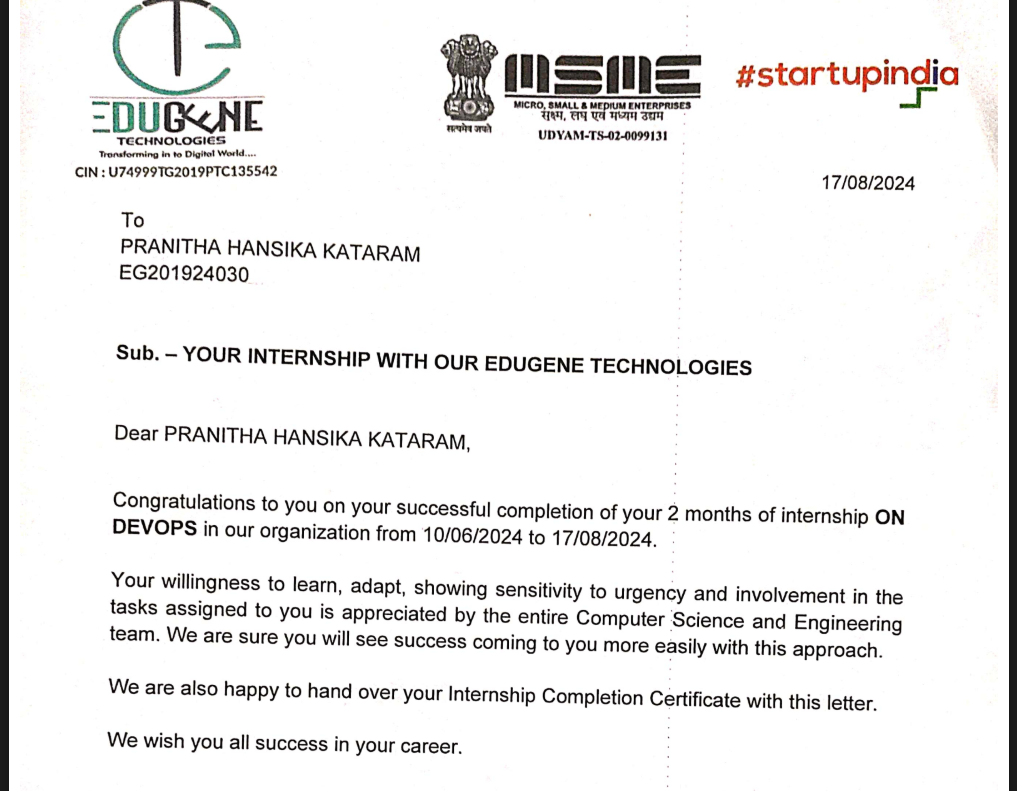 EDUGENE
TECHNOLOGIES
Transforming in to Digital World....
CIN : U74999TG2019PTC135542
सत्यमेव जयते
MSME
MICRO, SMALL & MEDIUM ENTERPRISES
सूक्ष्म, लघु एवं मध्यम उद्यम
UDYAM-TS-02-0099131
#startupindia
17/08/2024
To
PRANITHA HANSIKA KATARAM
EG201924030
Sub. – YOUR INTERNSHIP WITH OUR EDUGENE TECHNOLOGIES
Dear PRANITHA HANSIKA KATARAM,
Congratulations to you on your successful completion of your 2 months of internship ON
DEVOPS in our organization from 10/06/2024 to 17/08/2024.
Your willingness to learn, adapt, showing sensitivity to urgency and involvement in the
tasks assigned to you is appreciated by the entire Computer Science and Engineering
team. We are sure you will see success coming to you more easily with this approach.
We are also happy to hand over your Internship Completion Certificate with this letter.
We wish you all success in your career.